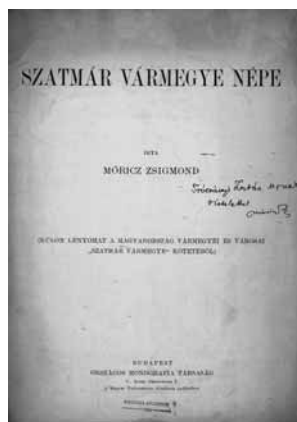 SZATMÁR VÁRMEGYE NÉPE
IRTA
MÓRICZ ZSIGMOND
(KÜLÖN LENYOMAT A MAGYARORSZÁG VÁRMEGYÉI ÉS VÁROSAI
„SZATMÁR VÁRMEGYE” KÖTETÉBŐL)
BUDAPEST
ORSZÁGOS MONOGRAFIA TÁRSASÁG